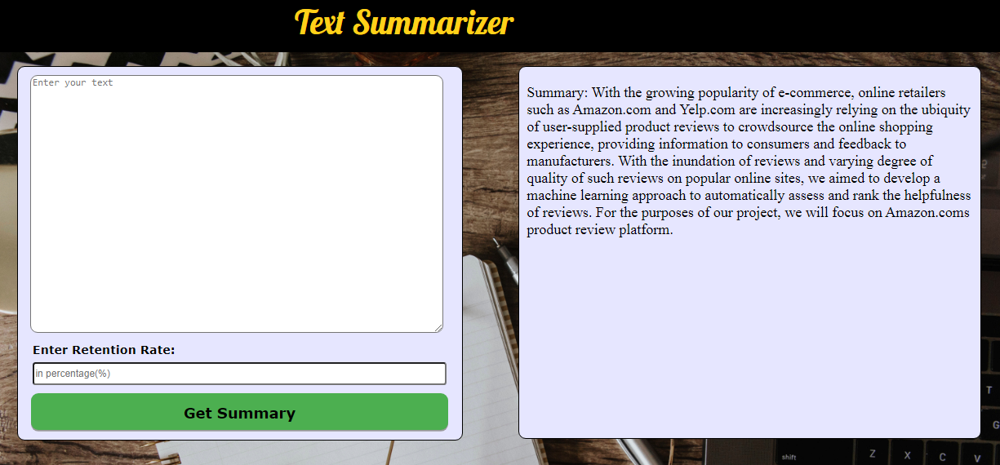 Text Summarizer
Enter your text
Enter Retention Rate:
in percentage(%)
Get Summary
Summary: With the growing popularity of e-commerce, online retailers
such as Amazon.com and Yelp.com are increasingly relying on the ubiquity
of user-supplied product reviews to crowdsource the online shopping
experience, providing information to consumers and feedback to
manufacturers. With the inundation of reviews and varying degree of
quality of such reviews on popular online sites, we aimed to develop a
machine learning approach to automatically assess and rank the helpfulness
of reviews. For the purposes of our project, we will focus on Amazon.coms
product review platform.
T
G
shift
Z X C V